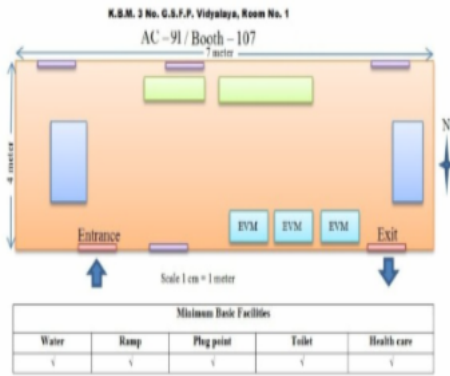 K.B.M. 3 No. G.S.F.P. Vidyalaya, Room No. 1
AC – 91 / Booth – 107
7 meter
4 meter
N
EVM EVM EVM
Entrance Exit
Scale 1 cm = 1 meter
Minimum Basic Facilities
Water Ramp Plug point Toilet Health care
√ √ √ √ √